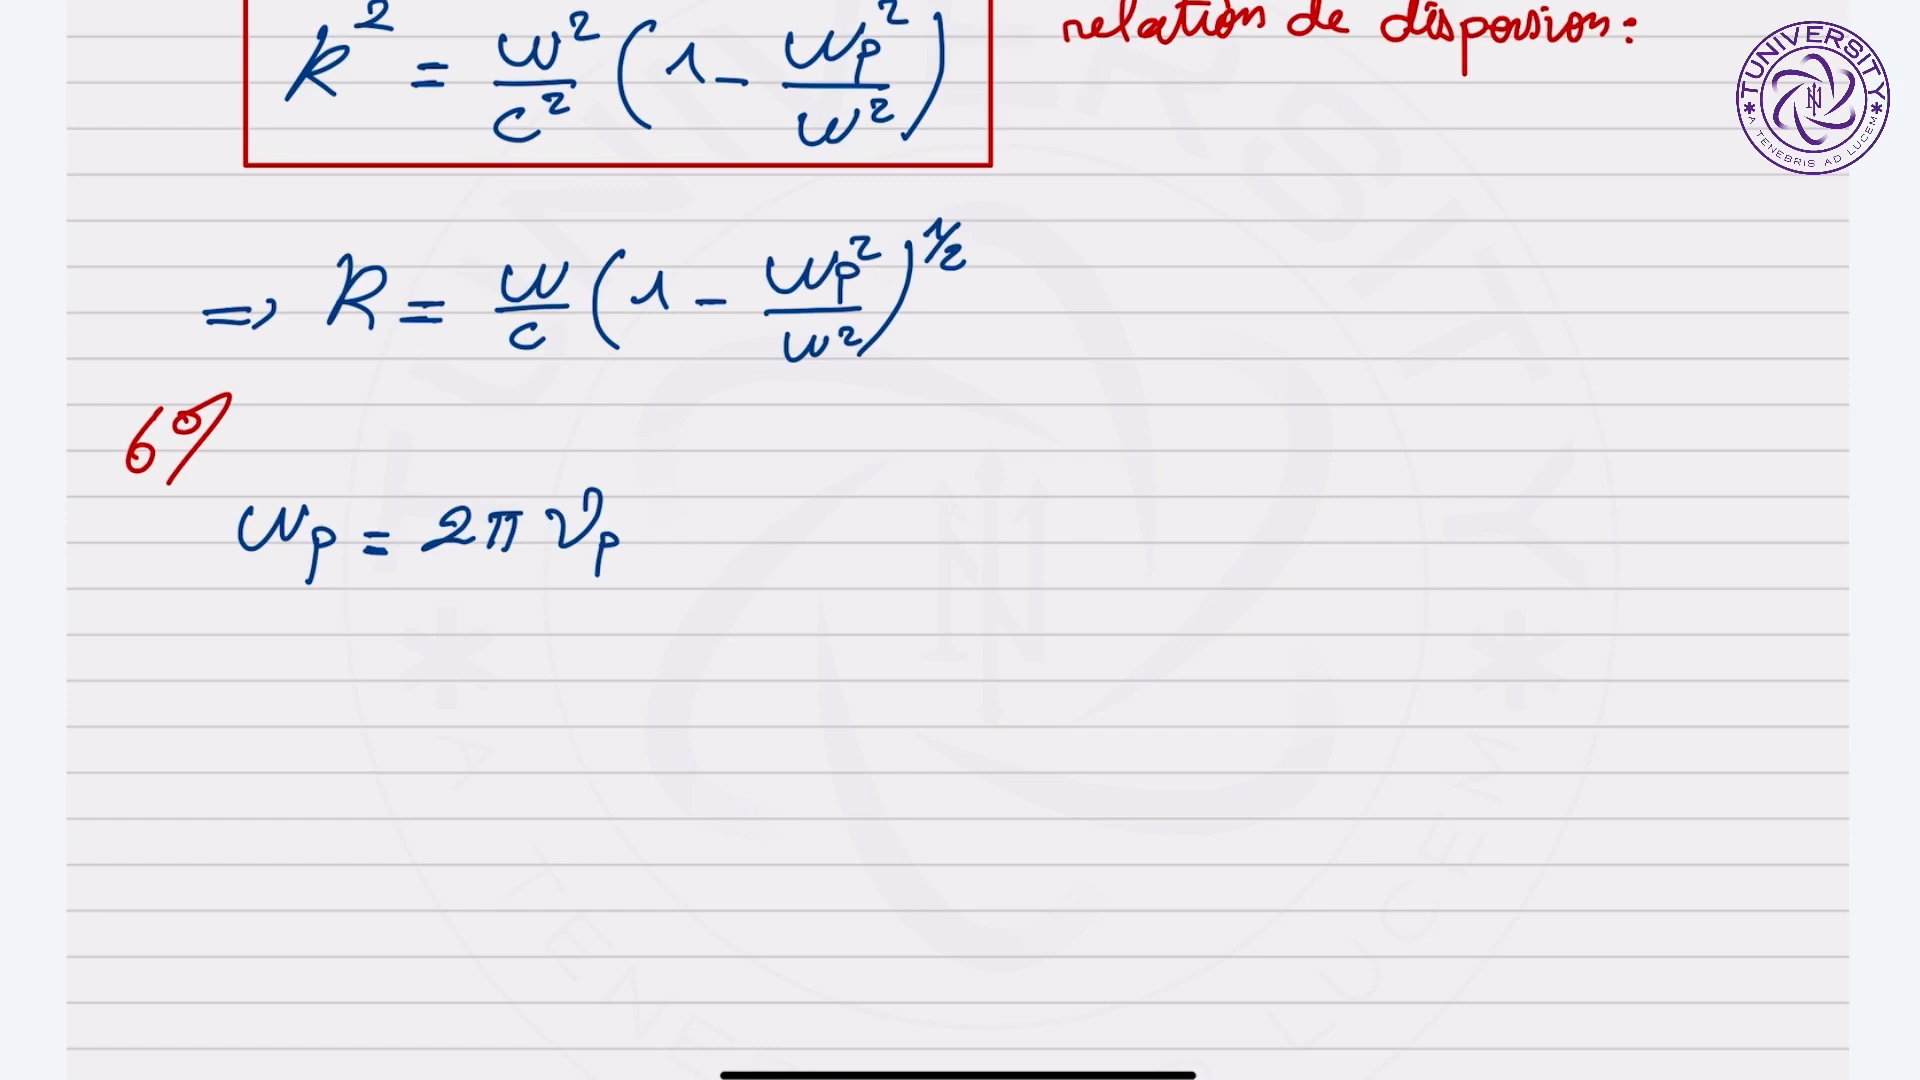 k² = ω²/c² (1 - ωp²/ω²) relation de dispersion :
TUNIVERSITY
* A TENEBRIS AD LUCEM *
=> k = ω/c (1 - ωp²/ω²)^1/2
6°/
ωp = 2π νp